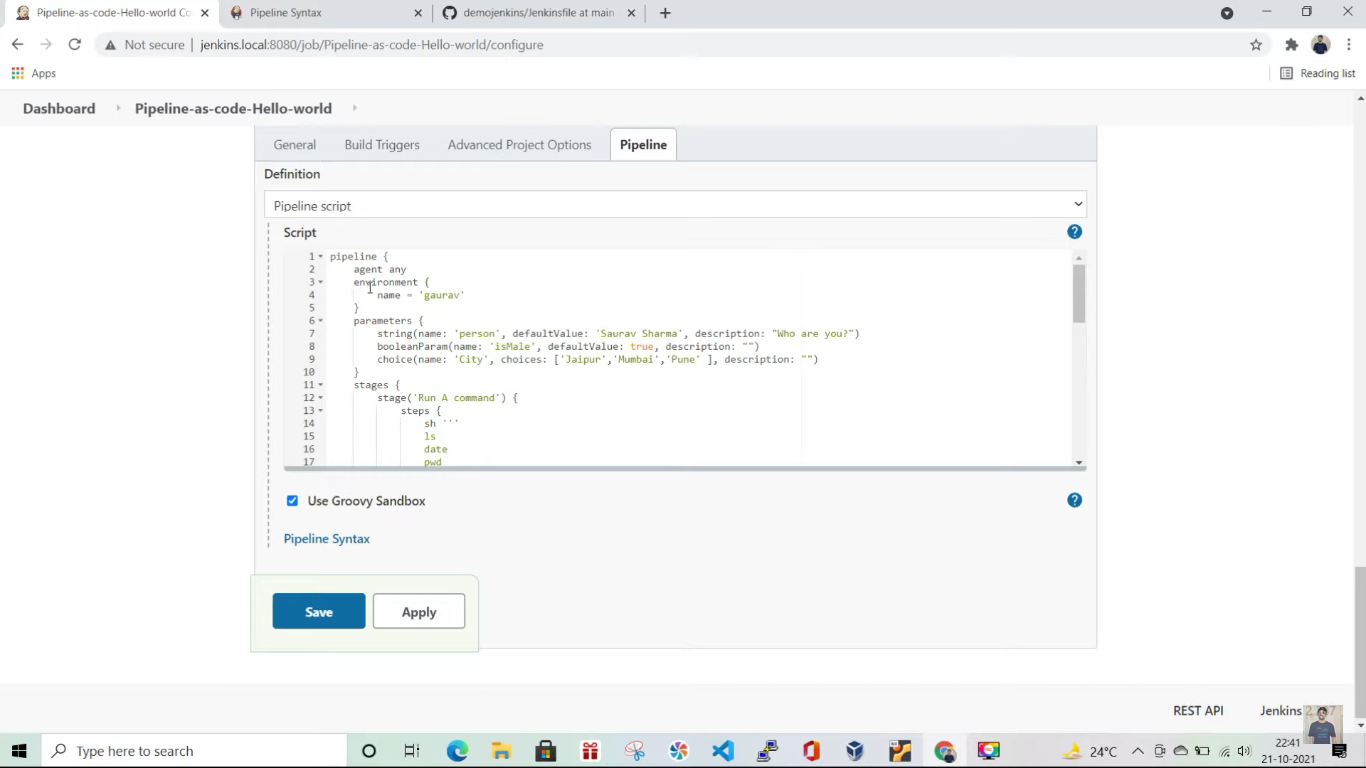 Pipeline-as-code-Hello-world Co
Pipeline Syntax
demojenkins/Jenkinsfile at main
Not secure | jenkins.local:8080/job/Pipeline-as-code-Hello-world/configure
Apps
Reading list
Dashboard
Pipeline-as-code-Hello-world
General
Build Triggers
Advanced Project Options
Pipeline
Definition
Pipeline script
Script
1 pipeline {
2 agent any
3 environment {
4 name = 'gaurav'
5 }
6 parameters {
7 string(name: 'person', defaultValue: 'Saurav Sharma', description: "Who are you?")
8 booleanParam(name: 'isMale', defaultValue: true, description: "")
9 choice(name: 'City', choices: ['Jaipur','Mumbai','Pune' ], description: "")
10 }
11 stages {
12 stage('Run A command') {
13 steps {
14 sh '''
15 ls
16 date
17 pwd
Use Groovy Sandbox
Pipeline Syntax
Save
Apply
REST API
Jenkins
Type here to search
24°C
22:41
21-10-2021